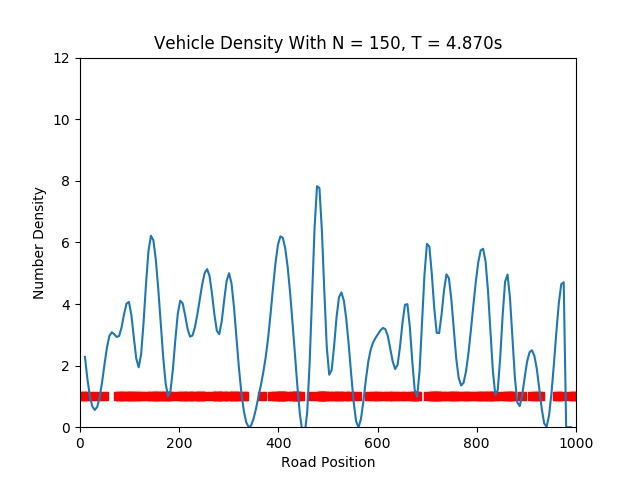 Vehicle Density With N = 150, T = 4.870s
12
10
8
6
4
2
0
Number Density
0 200 400 600 800 1000
Road Position